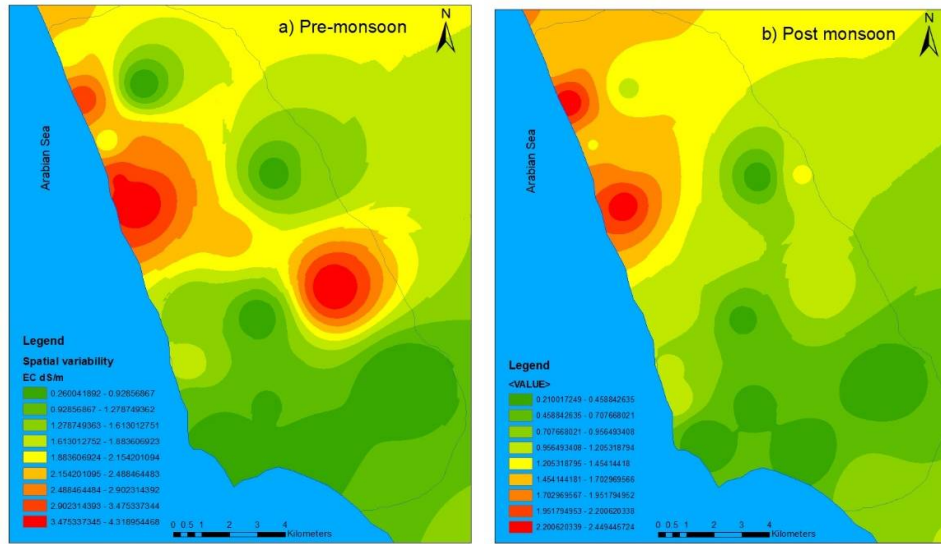 a) Pre-monsoon
N
Arabian Sea
Legend
Spatial variability
EC dS/m
0.260041892 - 0.92856867
0.92856867 - 1.278749362
1.278749363 - 1.613012751
1.613012752 - 1.883606923
1.883606924 - 2.154201094
2.154201095 - 2.488464483
2.488464484 - 2.902314392
2.902314393 - 3.475337344
3.475337345 - 4.318954468
0 0.5 1 2 3 4
Kilometers
b) Post monsoon
N
Arabian Sea
Legend
<VALUE>
0.210017249 - 0.458842635
0.458842635 - 0.707668021
0.707668021 - 0.956493408
0.956493408 - 1.205318794
1.205318795 - 1.45414418
1.454144181 - 1.702969566
1.702969567 - 1.951794952
1.951794953 - 2.200620338
2.200620339 - 2.449445724
0 0.5 1 2 3 4
Kilometers